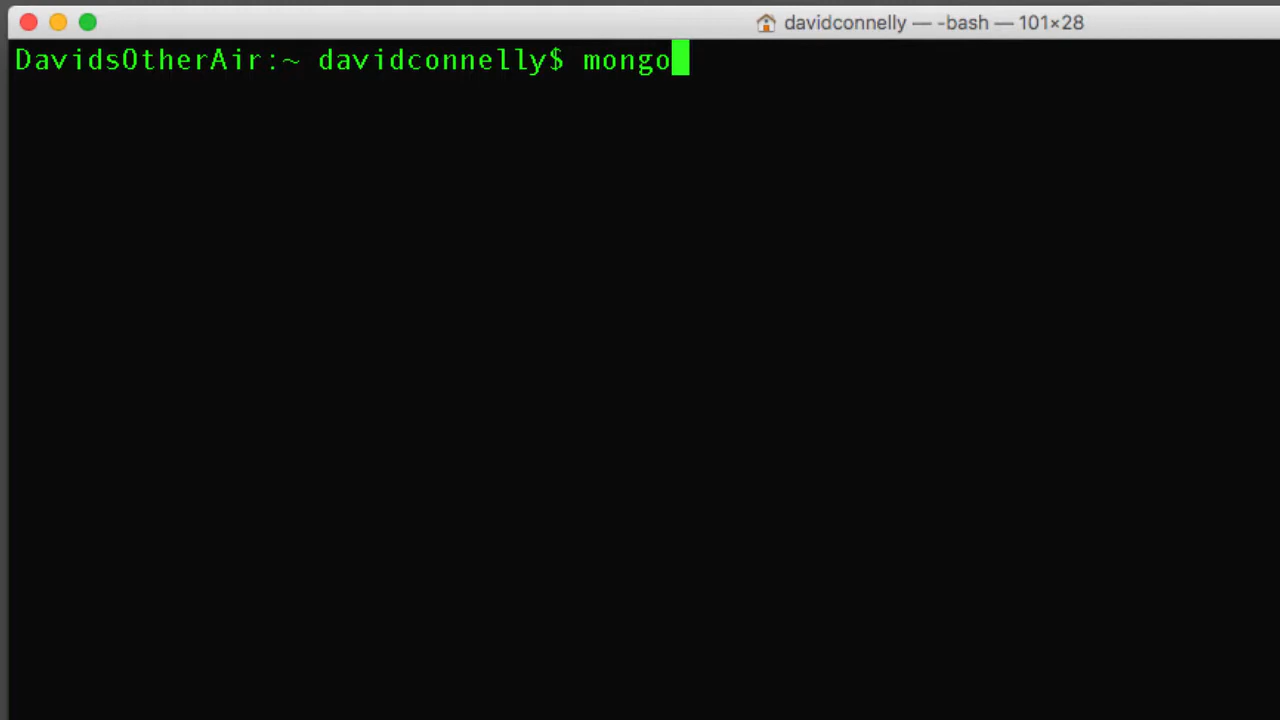 davidconnelly — -bash — 101×28
DavidsOtherAir:~ davidconnelly$ mongo